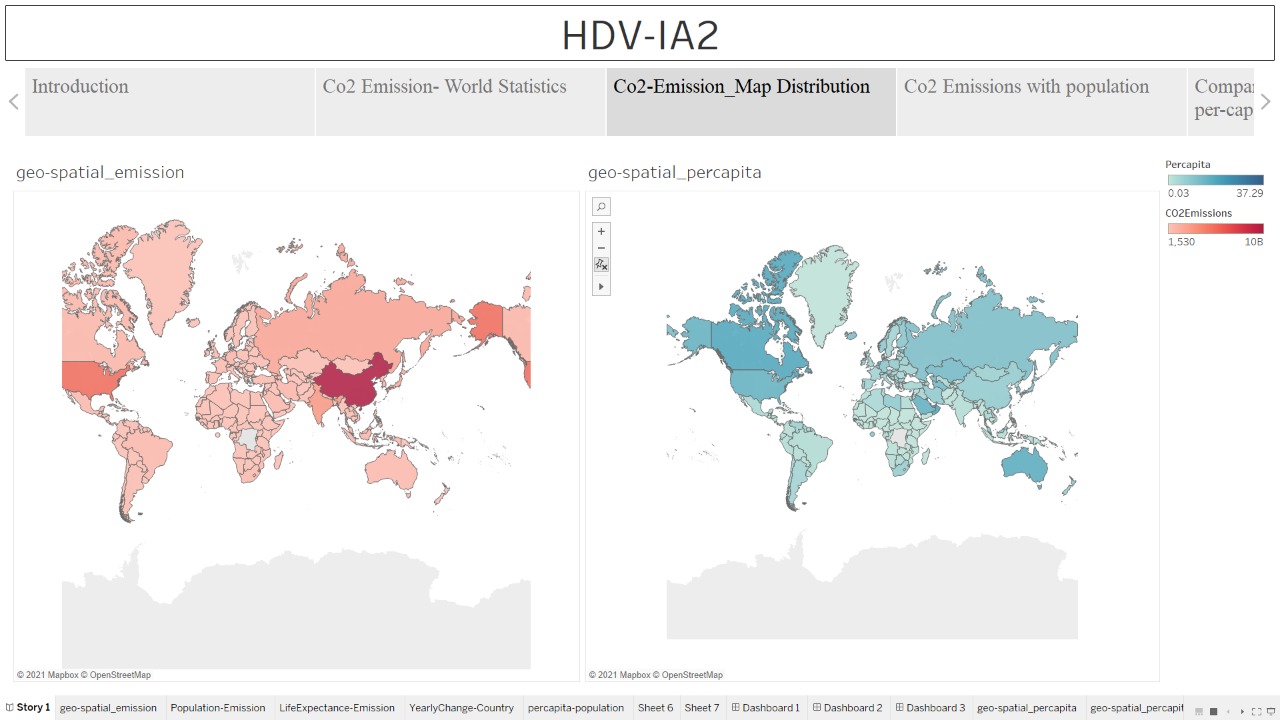 HDV-IA2
Introduction
Co2 Emission- World Statistics
Co2-Emission_Map Distribution
Co2 Emissions with population
Compar
per-cap
geo-spatial_emission
geo-spatial_percapita
Percapita
0.03 37.29
CO2Emissions
1,530 10B
© 2021 Mapbox © OpenStreetMap
© 2021 Mapbox © OpenStreetMap
Story 1 geo-spatial_emission Population-Emission LifeExpectance-Emission YearlyChange-Country percapita-population Sheet 6 Sheet 7 Dashboard 1 Dashboard 2 Dashboard 3 geo-spatial_percapita geo-spatial_percapit